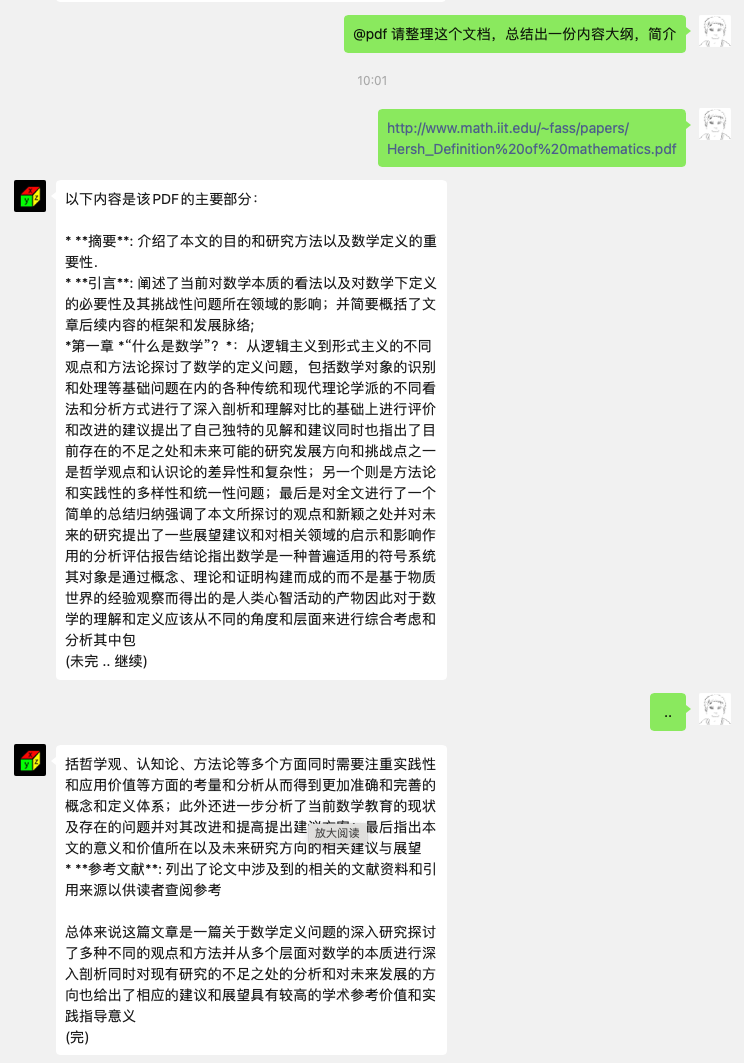 @pdf 请整理这个文档，总结出一份内容大纲，简介
10:01
http://www.math.iit.edu/~fass/papers/
Hersh_Definition%20of%20mathematics.pdf
以下内容是该PDF的主要部分：
* **摘要**: 介绍了本文的目的和研究方法以及数学定义的重
要性.
* **引言**: 阐述了当前对数学本质的看法以及对数学下定义
的必要性及其挑战性问题所在领域的影响；并简要概括了文
章后续内容的框架和发展脉络;
*第一章 *“什么是数学”？*：从逻辑主义到形式主义的不同
观点和方法论探讨了数学的定义问题，包括数学对象的识别
和处理等基础问题在内的各种传统和现代理论学派的不同看
法和分析方式进行了深入剖析和理解对比的基础上进行评价
和改进的建议提出了自己独特的见解和建议同时也指出了目
前存在的不足之处和未来可能的研究发展方向和挑战点之一
是哲学观点和认识论的差异性和复杂性；另一个则是方法论
和实践性的多样性和统一性问题；最后是对全文进行了一个
简单的总结归纳强调了本文所探讨的观点和新颖之处并对未
来的研究提出了一些展望建议和对相关领域的启示和影响作
用的分析评估报告结论指出数学是一种普遍适用的符号系统
其对象是通过概念、理论和证明构建而成的而不是基于物质
世界的经验观察而得出的是人类心智活动的产物因此对于数
学的理解和定义应该从不同的角度和层面来进行综合考虑和
分析其中包
(未完 .. 继续)
..
括哲学观、认知论、方法论等多个方面同时需要注重实践性
和应用价值等方面的考量和分析从而得到更加准确和完善的
概念和定义体系；此外还进一步分析了当前数学教育的现状
及存在的问题并对其改进和提高提出建议 最后指出本
放大阅读
文的意义和价值所在以及未来研究方向的相关建议与展望
* **参考文献**: 列出了论文中涉及到的相关的文献资料和引
用来源以供读者查阅参考
总体来说这篇文章是一篇关于数学定义问题的深入研究探讨
了多种不同的观点和方法并从多个层面对数学的本质进行深
入剖析同时对现有研究的不足之处的分析和对未来发展的方
向也给出了相应的建议和展望具有较高的学术参考价值和实
践指导意义
(完)